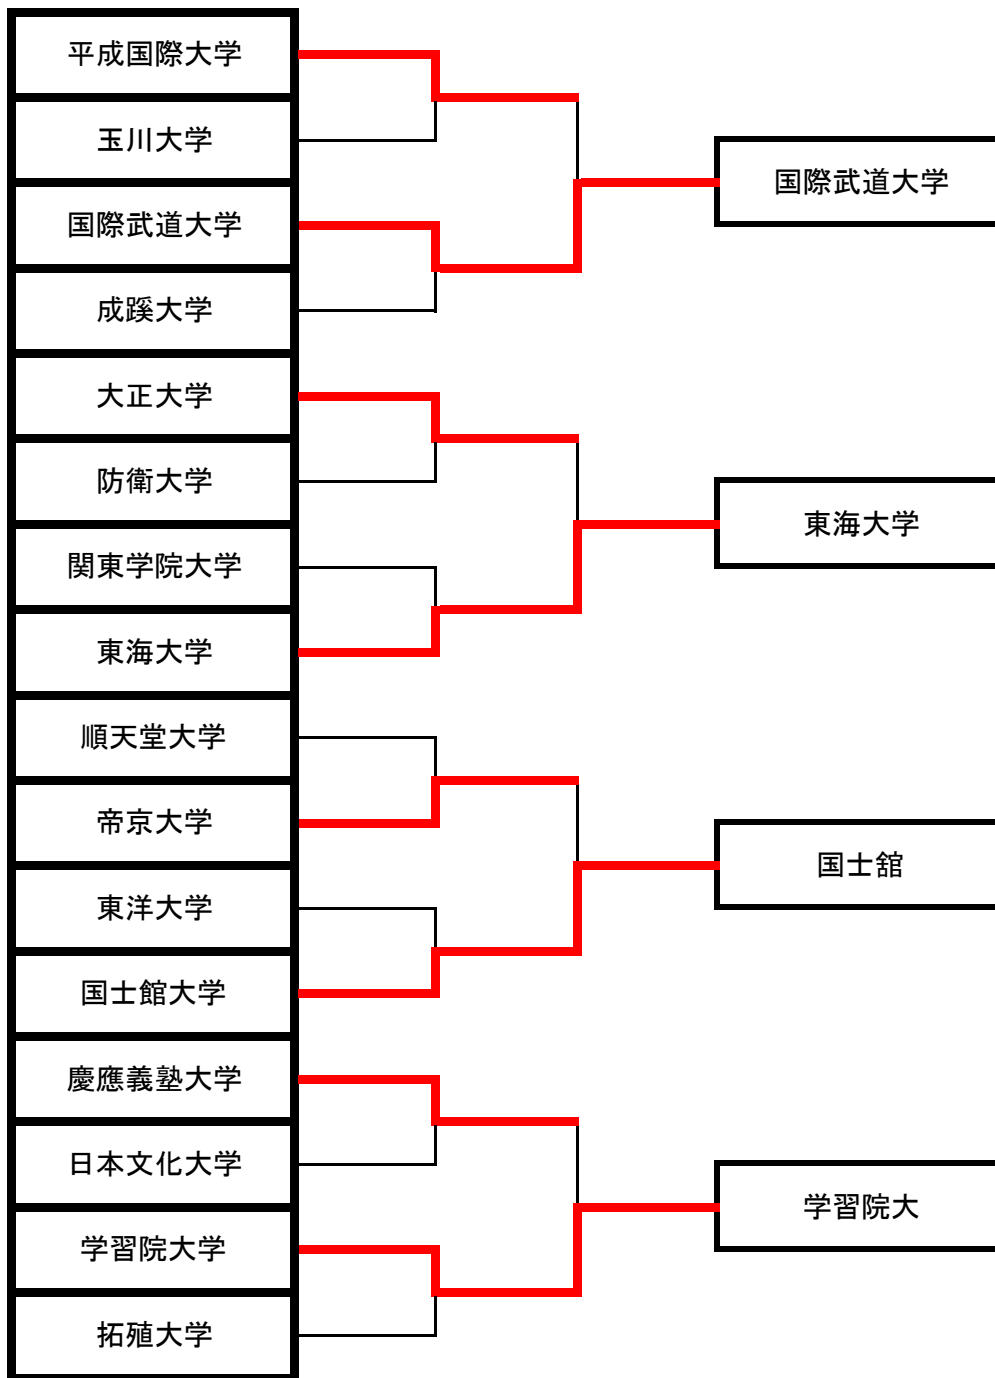 平成国際大学
玉川大学
国際武道大学
成蹊大学
大正大学
防衛大学
関東学院大学
東海大学
順天堂大学
帝京大学
東洋大学
国士館大学
慶應義塾大学
日本文化大学
学習院大学
拓殖大学
国際武道大学
東海大学
国士舘
学習院大